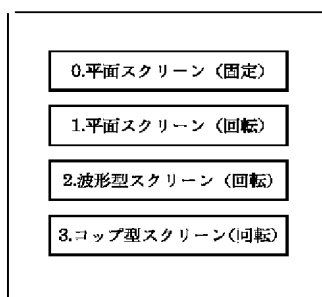 0.平面スクリーン（固定）
1.平面スクリーン（回転）
2.波形型スクリーン（回転）
3.コップ型スクリーン(回転)